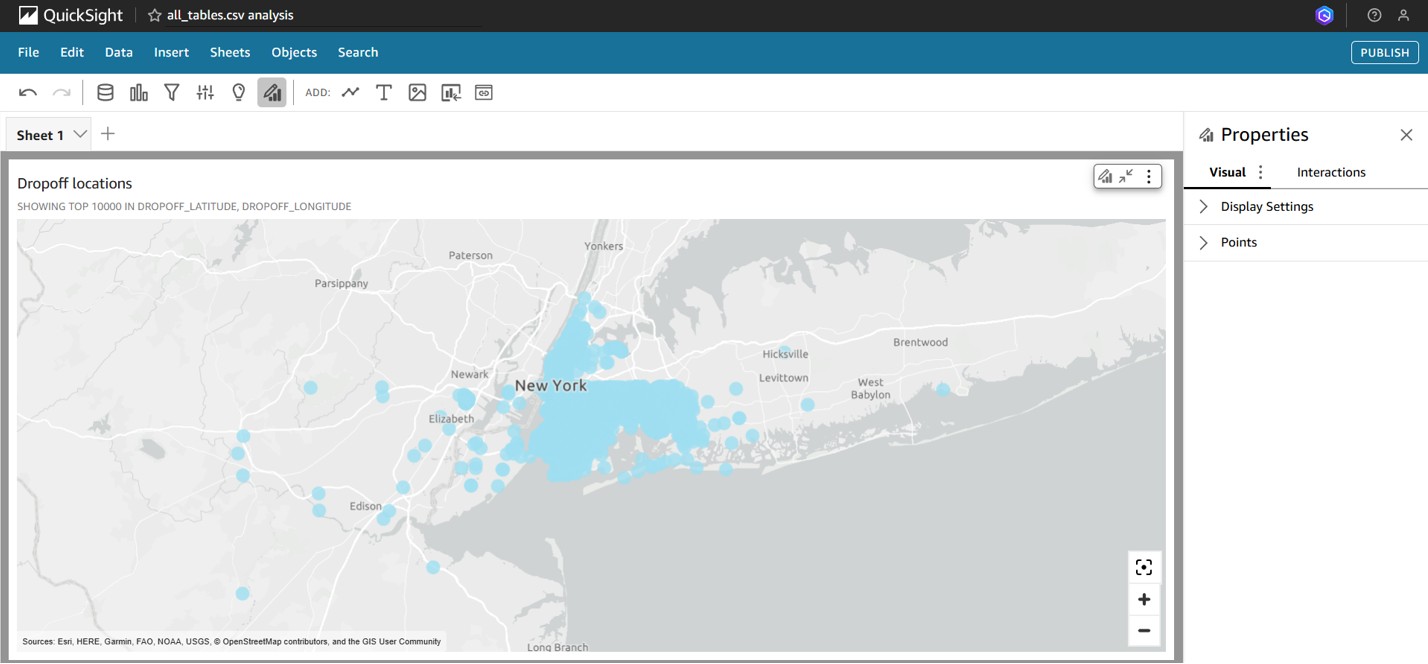 QuickSight
all_tables.csv analysis
File Edit Data Insert Sheets Objects Search
PUBLISH
ADD:
Sheet 1
Properties
Visual Interactions
Display Settings
Points
Dropoff locations
SHOWING TOP 10000 IN DROPOFF_LATITUDE, DROPOFF_LONGITUDE
Yonkers
Paterson
Parsippany
Brentwood
Hicksville
Newark
Levittown
New York
West
Babylon
Elizabeth
Edison
Sources: Esri, HERE, Garmin, FAO, NOAA, USGS, © OpenStreetMap contributors, and the GIS User Community
Long Branch